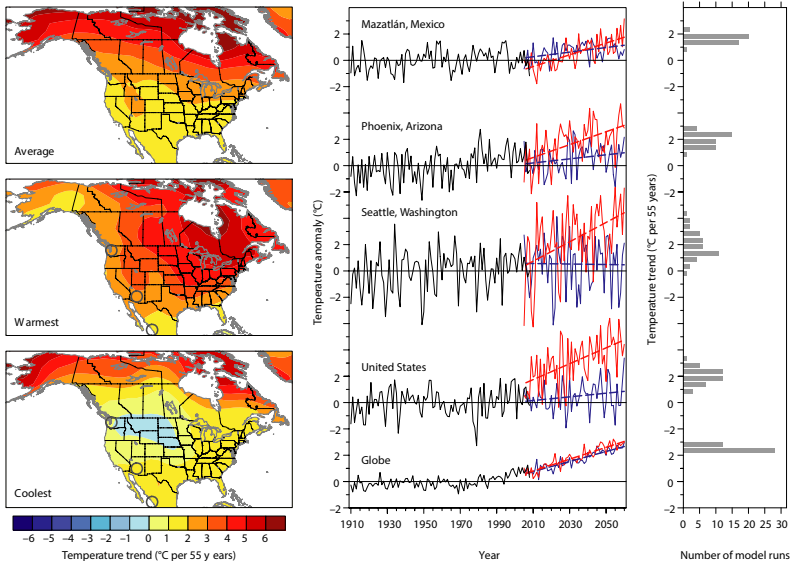 Average
Warmest
Coolest
−6 −5 −4 −3 −2 −1 0 1 2 3 4 5 6
Temperature trend (°C per 55 y ears)
Temperature anomaly (°C)
Mazatlán, Mexico
2
0
−2
Phoenix, Arizona
2
0
−2
Seattle, Washington
2
0
−2
United States
2
0
−2
Globe
2
0
−2
1910 1930 1950 1970 1990 2010 2030 2050
Year
Temperature trend (°C per 55 years)
2
0
−2
2
0
−2
2
0
−2
2
0
−2
2
0
−2
0 5 10 15 20 25 30
Number of model runs